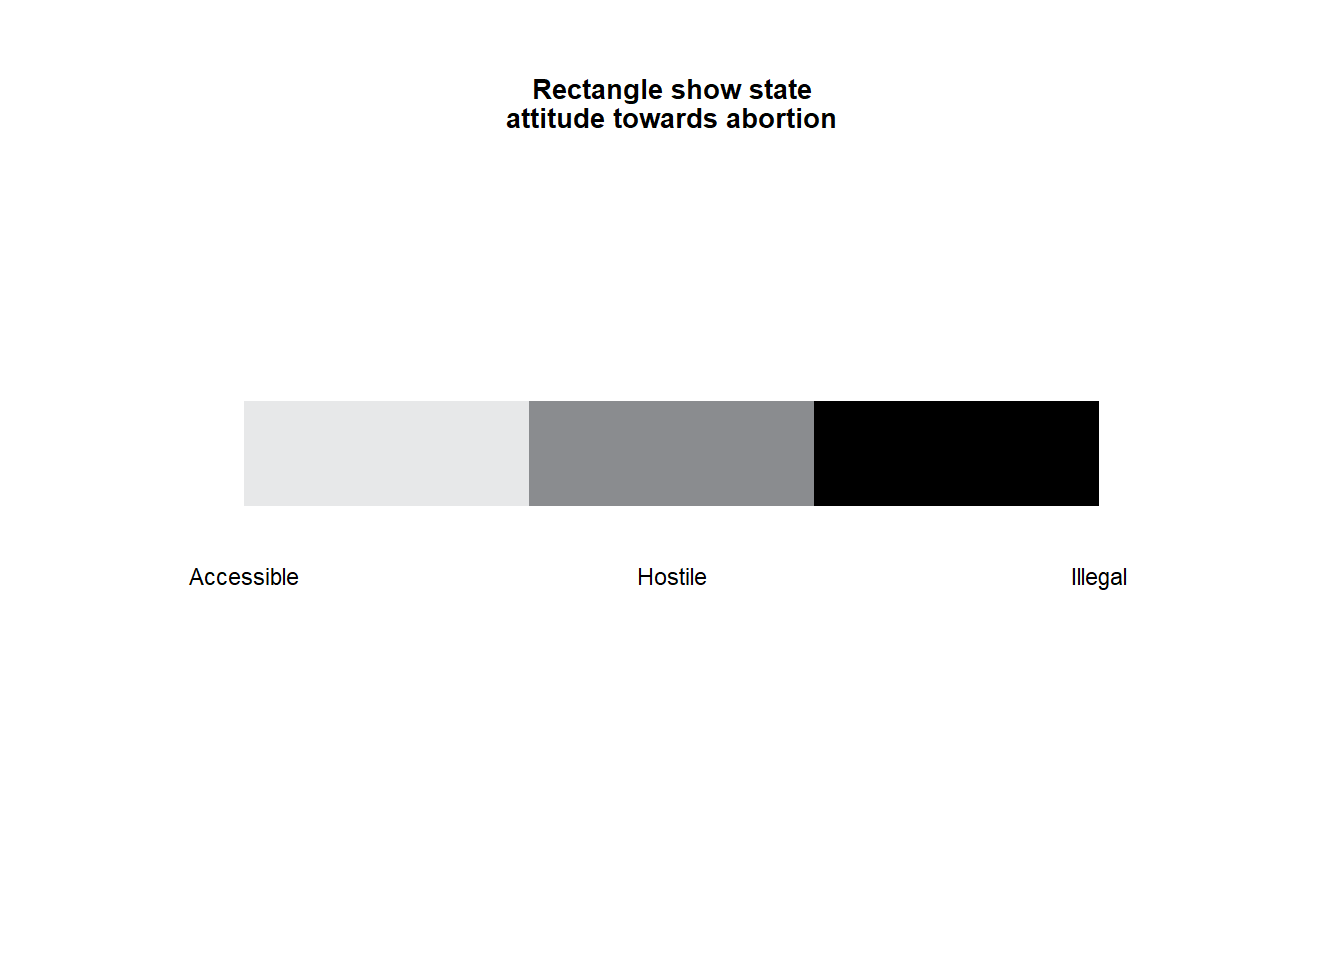 Rectangle show state
attitude towards abortion
Accessible
Hostile
Illegal